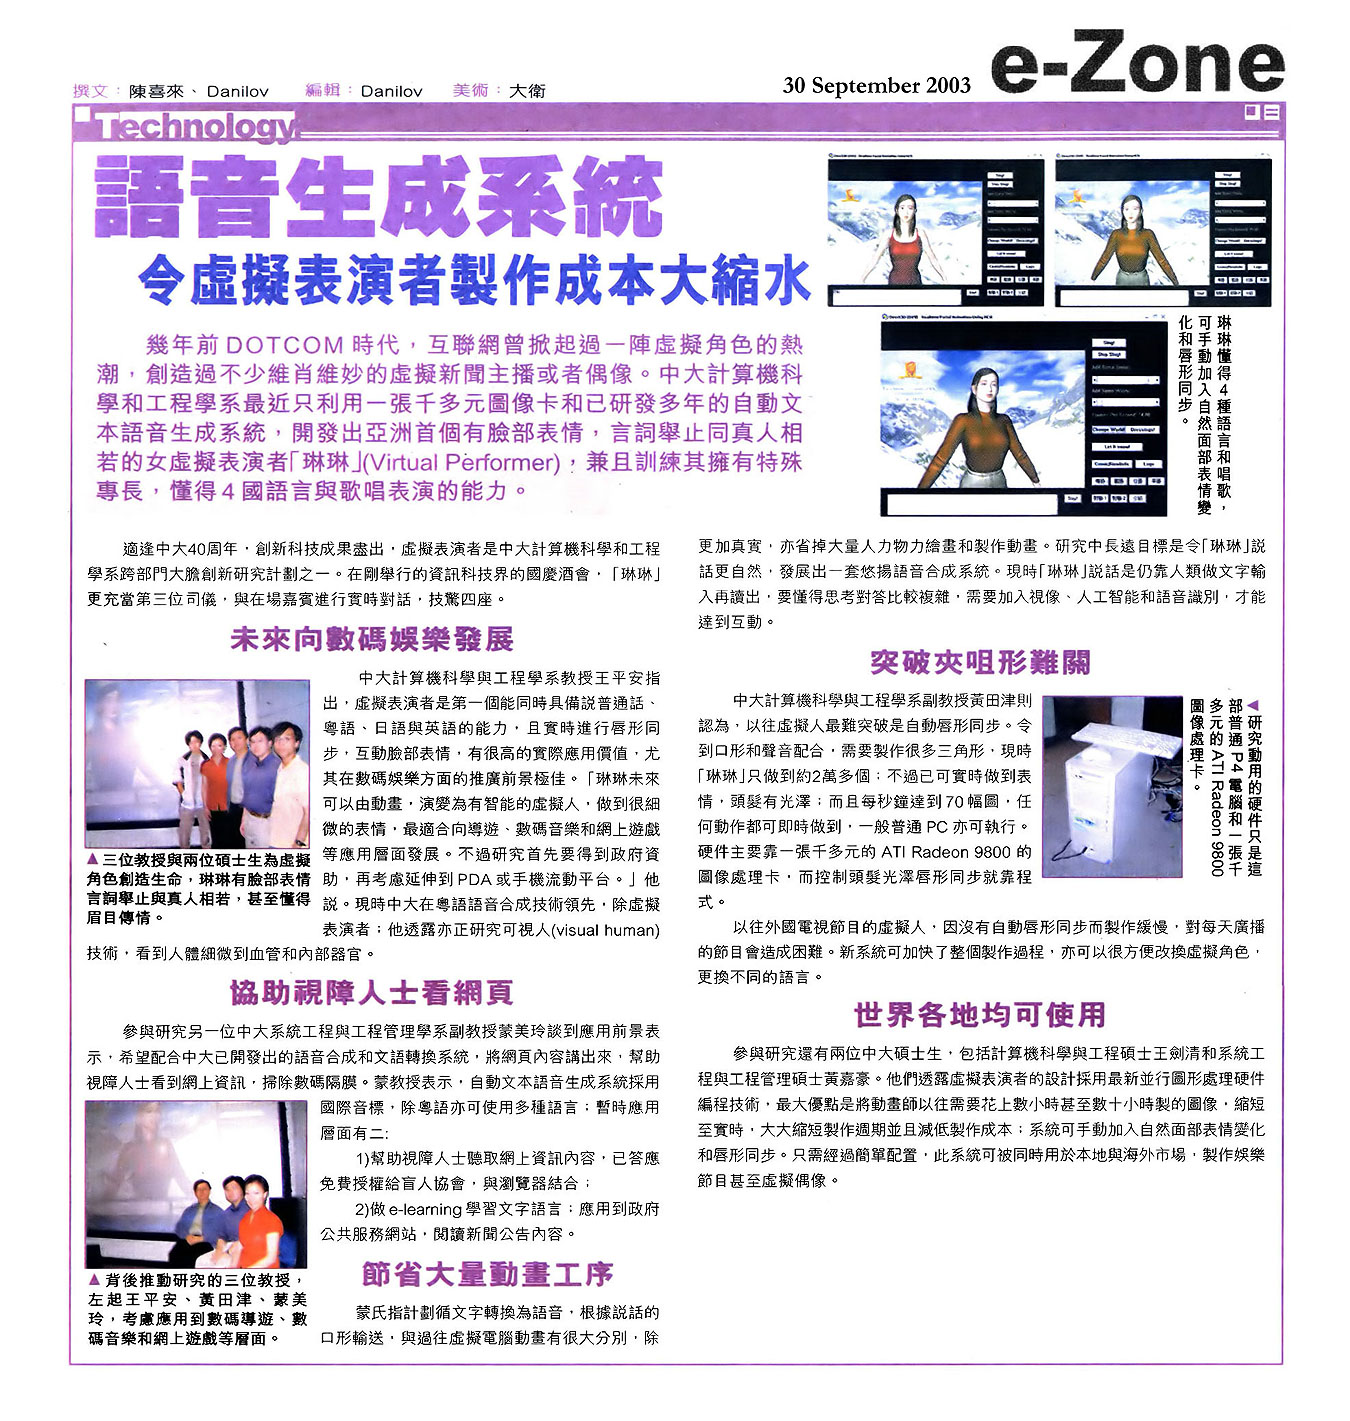 e-Zone
30 September 2003
撰文：陳喜來、Danilov 編輯：Danilov 美術：大衛
Technology
語音生成系統
令虛擬表演者製作成本大縮水
幾年前 DOTCOM 時代，互聯網曾掀起過一陣虛擬角色的熱
潮，創造過不少維肖維妙的虛擬新聞主播或者偶像。中大計算機科
學和工程學系最近只利用一張千多元圖像卡和已研發多年的自動文
本語音生成系統，開發出亞洲首個有臉部表情，言詞舉止同真人相
若的女虛擬表演者「琳琳」(Virtual Performer)，兼且訓練其擁有特殊
專長，懂得 4 國語言與歌唱表演的能力。
琳琳懂得4種語言和唱歌，
可手動加入自然面部表情變
化和唇形同步。
適逢中大40周年，創新科技成果盡出，虛擬表演者是中大計算機科學和工程
學系跨部門大膽創新研究計劃之一。在剛舉行的資訊科技界的國慶酒會，「琳琳」
更充當第三位司儀，與在場嘉賓進行實時對話，技驚四座。
未來向數碼娛樂發展
中大計算機科學與工程學系教授王平安指
出，虛擬表演者是第一個能同時具備説普通話、
粵語、日語與英語的能力，且實時進行唇形同
步，互動臉部表情，有很高的實際應用價值，尤
其在數碼娛樂方面的推廣前景極佳。「琳琳未來
可以由動畫，演變為有智能的虛擬人，做到很細
微的表情，最適合向導遊、數碼音樂和網上遊戲
等應用層面發展。不過研究首先要得到政府資
助，再考慮延伸到 PDA 或手機流動平台。」他
説。現時中大在粵語語音合成技術領先，除虛擬
表演者；他透露亦正研究可視人(visual human)
技術，看到人體細微到血管和內部器官。
▲三位教授與兩位碩士生為虛擬
角色創造生命，琳琳有臉部表情
言詞舉止與真人相若，甚至懂得
眉目傳情。
協助視障人士看網頁
參與研究另一位中大系統工程與工程管理學系副教授蒙美玲談到應用前景表
示，希望配合中大已開發出的語音合成和文語轉換系統，將網頁內容講出來，幫助
視障人士看到網上資訊，掃除數碼隔膜。蒙教授表示，自動文本語音生成系統採用
國際音標，除粵語亦可使用多種語言；暫時應用
層面有二:
1)幫助視障人士聽取網上資訊內容，已答應
免費授權給盲人協會，與瀏覽器結合；
2)做 e-learning 學習文字語言；應用到政府
公共服務網站，閱讀新聞公告內容。
▲背後推動研究的三位教授，
左起王平安、黃田津、蒙美
玲，考慮應用到數碼導遊、數
碼音樂和網上遊戲等層面。
節省大量動畫工序
蒙氏指計劃循文字轉換為語音，根據説話的
口形輸送，與過往虛擬電腦動畫有很大分別，除
更加真實，亦省掉大量人力物力繪畫和製作動畫。研究中長遠目標是令「琳琳」説
話更自然，發展出一套悠揚語音合成系統。現時「琳琳」説話是仍靠人類做文字輸
入再讀出，要懂得思考對答比較複雜，需要加入視像、人工智能和語音識別，才能
達到互動。
突破夾咀形難關
中大計算機科學與工程學系副教授黃田津則
認為，以往虛擬人最難突破是自動唇形同步。令
到口形和聲音配合，需要製作很多三角形，現時
「琳琳」只做到約2萬多個；不過已可實時做到表
情，頭髮有光澤；而且每秒鐘達到 70 幅圖，任
何動作都可即時做到，一般普通 PC 亦可執行。
硬件主要靠一張千多元的 ATI Radeon 9800 的
圖像處理卡，而控制頭髮光澤唇形同步就靠程
式。
◀研究動用的硬件只是這
部普通 P4 電腦和一張千
多元的 ATI Radeon 9800
圖像處理卡。
以往外國電視節目的虛擬人，因沒有自動唇形同步而製作緩慢，對每天廣播
的節目會造成困難。新系統可加快了整個製作過程，亦可以很方便改換虛擬角色，
更換不同的語言。
世界各地均可使用
參與研究還有兩位中大碩士生，包括計算機科學與工程碩士王劍清和系統工
程與工程管理碩士黃嘉豪。他們透露虛擬表演者的設計採用最新並行圖形處理硬件
編程技術，最大優點是將動畫師以往需要花上數小時甚至數十小時製的圖像，縮短
至實時，大大縮短製作週期並且減低製作成本；系統可手動加入自然面部表情變化
和唇形同步。只需經過簡單配置，此系統可被同時用於本地與海外市場，製作娛樂
節目甚至虛擬偶像。